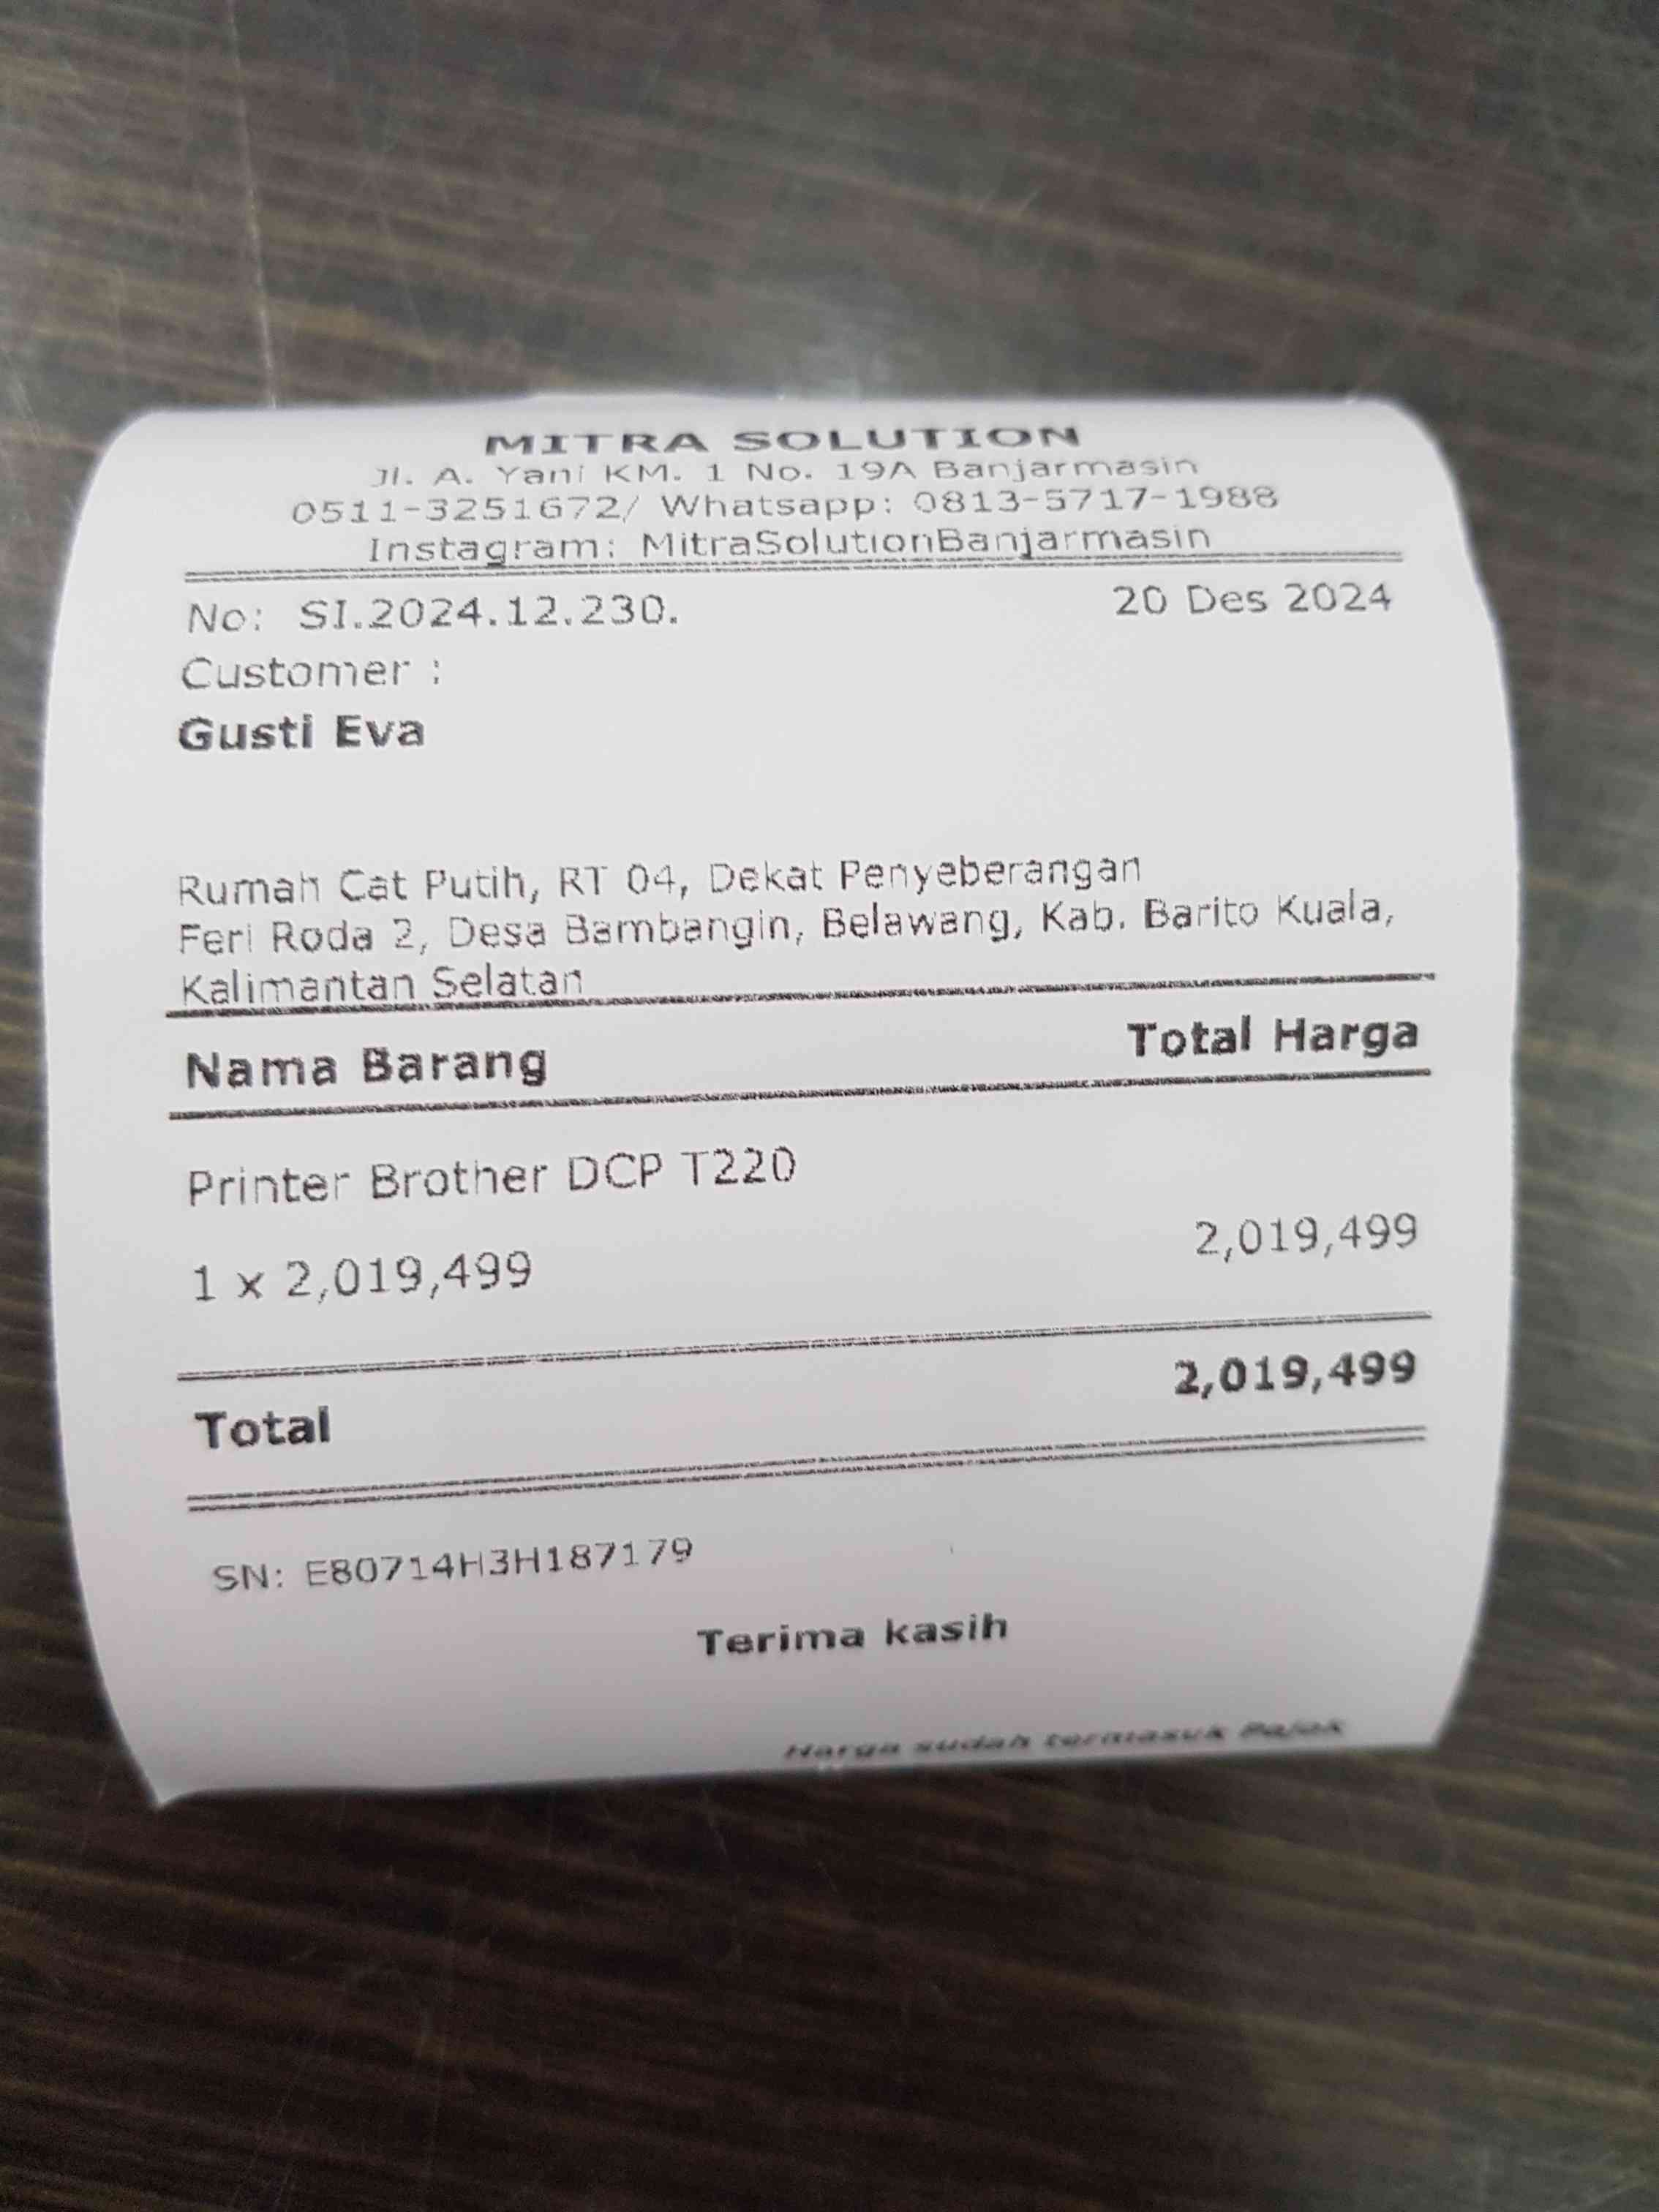 MITRA SOLUTION
Jl. A. Yani KM. 1 No. 19A Banjarmasin
0511-3251672/ Whatsapp: 0813-5717-1988
Instagram: MitraSolutionBanjarmasin
No: SI.2024.12.230. 20 Des 2024
Customer :
Gusti Eva
Rumah Cat Putih, RT 04, Dekat Penyeberangan
Feri Roda 2, Desa Bambangin, Belawang, Kab. Barito Kuala,
Kalimantan Selatan
Nama Barang Total Harga
Printer Brother DCP T220
1 x 2,019,499 2,019,499
Total 2,019,499
SN: E80714H3H187179
Terima kasih
Harga sudah termasuk Pajak